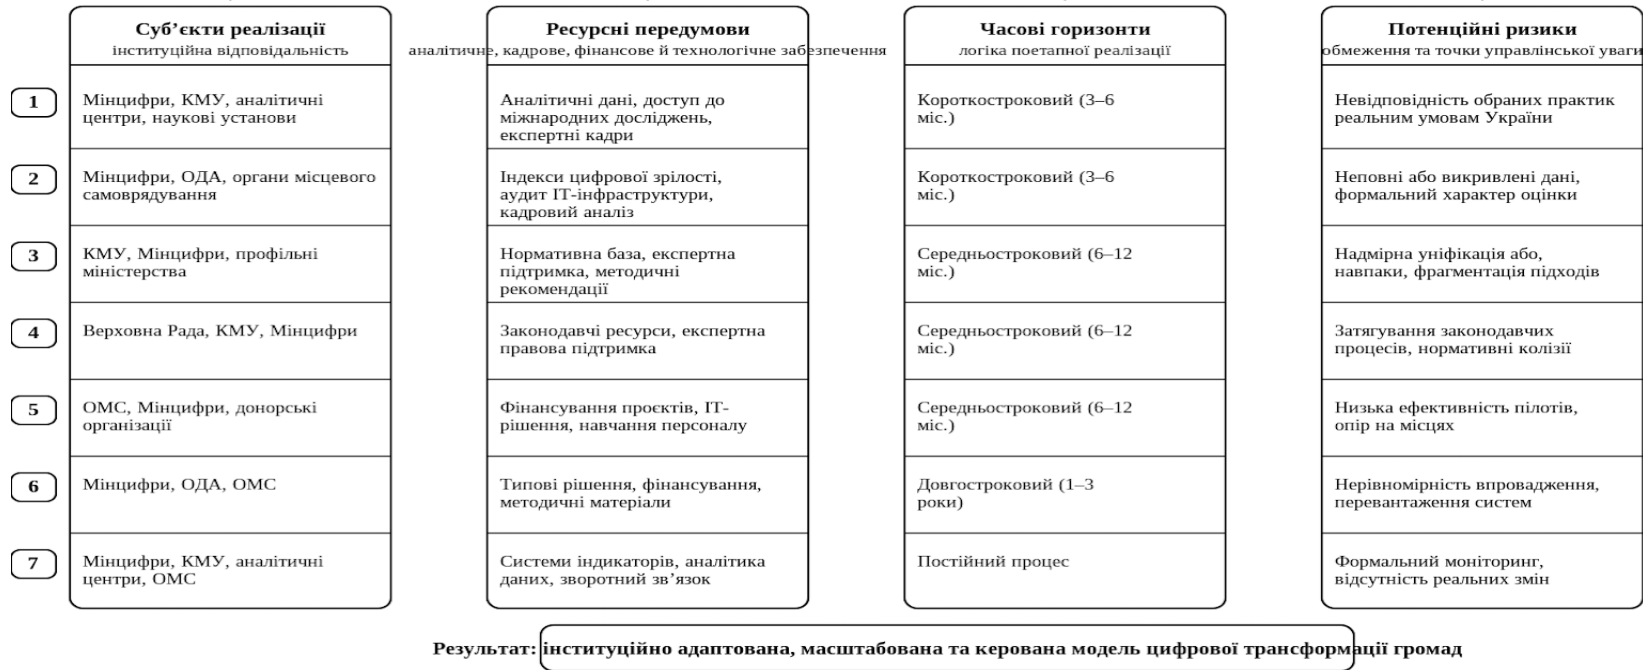 Суб’єкти реалізації
інституційна відповідальність
Ресурсні передумови
аналітичне, кадрове, фінансове й технологічне забезпечення
Часові горизонти
логіка поетапної реалізації
Потенційні ризики
обмеження та точки управлінської уваги
1
Мінцифри, КМУ, аналітичні
центри, наукові установи
Аналітичні дані, доступ до
міжнародних досліджень,
експертні кадри
Короткостроковий (3–6
міс.)
Невідповідність обраних практик
реальним умовам України
2
Мінцифри, ОДА, органи місцевого
самоврядування
Індекси цифрової зрілості,
аудит ІТ-інфраструктури,
кадровий аналіз
Короткостроковий (3–6
міс.)
Неповні або викривлені дані,
формальний характер оцінки
3
КМУ, Мінцифри, профільні
міністерства
Нормативна база, експертна
підтримка, методичні
рекомендації
Середньостроковий (6–12
міс.)
Надмірна уніфікація або,
навпаки, фрагментація підходів
4
Верховна Рада, КМУ, Мінцифри
Законодавчі ресурси, експертна
правова підтримка
Середньостроковий (6–12
міс.)
Затягування законодавчих
процесів, нормативні колізії
5
ОМС, Мінцифри, донорські
організації
Фінансування проєктів, ІТ-
рішення, навчання персоналу
Середньостроковий (6–12
міс.)
Низька ефективність пілотів,
опір на місцях
6
Мінцифри, ОДА, ОМС
Типові рішення, фінансування,
методичні матеріали
Довгостроковий (1–3
роки)
Нерівномірність впровадження,
перевантаження систем
7
Мінцифри, КМУ, аналітичні
центри, ОМС
Системи індикаторів, аналітика
даних, зворотний зв’язок
Постійний процес
Формальний моніторинг,
відсутність реальних змін
Результат: інституційно адаптована, масштабована та керована модель цифрової трансформації громад